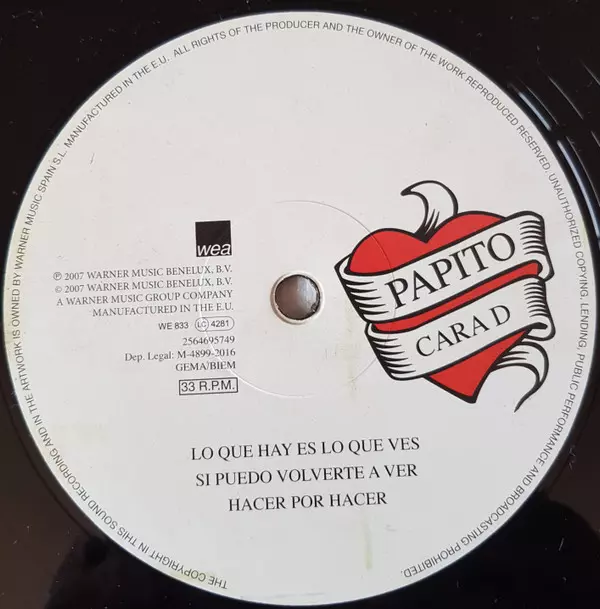 THE COPYRIGHT IN THIS SOUND RECORDING AND IN THE ARTWORK IS OWNED BY WARNER MUSIC SPAIN S.L. MANUFACTURED IN THE E.U. ALL RIGHTS OF THE PRODUCER AND THE OWNER OF THE WORK REPRODUCED RESERVED. UNAUTHORIZED COPYING, LENDING, PUBLIC PERFORMANCE AND BROADCASTING PROHIBITED.
wea
℗ 2007 WARNER MUSIC BENELUX, B.V.
© 2007 WARNER MUSIC BENELUX, B.V.
A WARNER MUSIC GROUP COMPANY
MANUFACTURED IN THE E.U.
WE 833 LC 4281
2564695749
Dep. Legal: M-4899-2016
GEMA/BIEM
33 R.P.M.
PAPITO
CARA D
LO QUE HAY ES LO QUE VES
SI PUEDO VOLVERTE A VER
HACER POR HACER